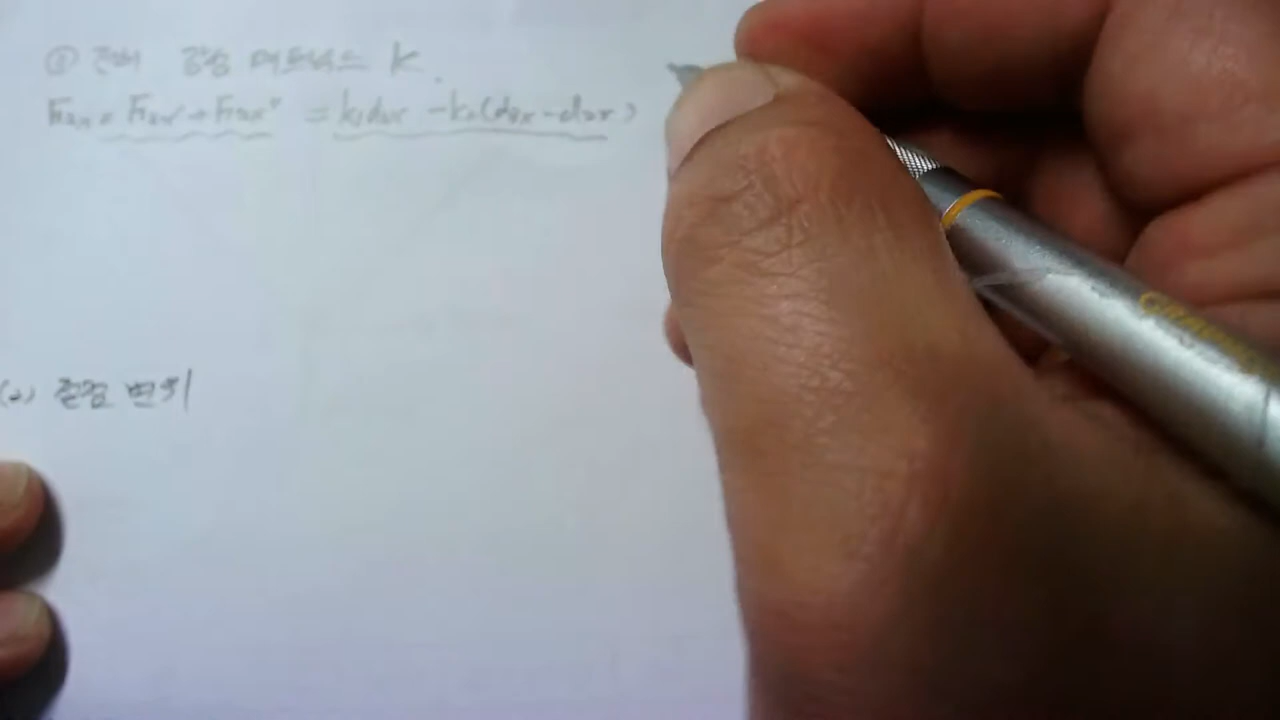 ③ 전체 강성 매트릭스 K.
F₂ₓ = F₂ₓ' + F₂ₓ" = k₁d₂ₓ - k₂(d₃ₓ - d₂ₓ)
(2) 절점 변위